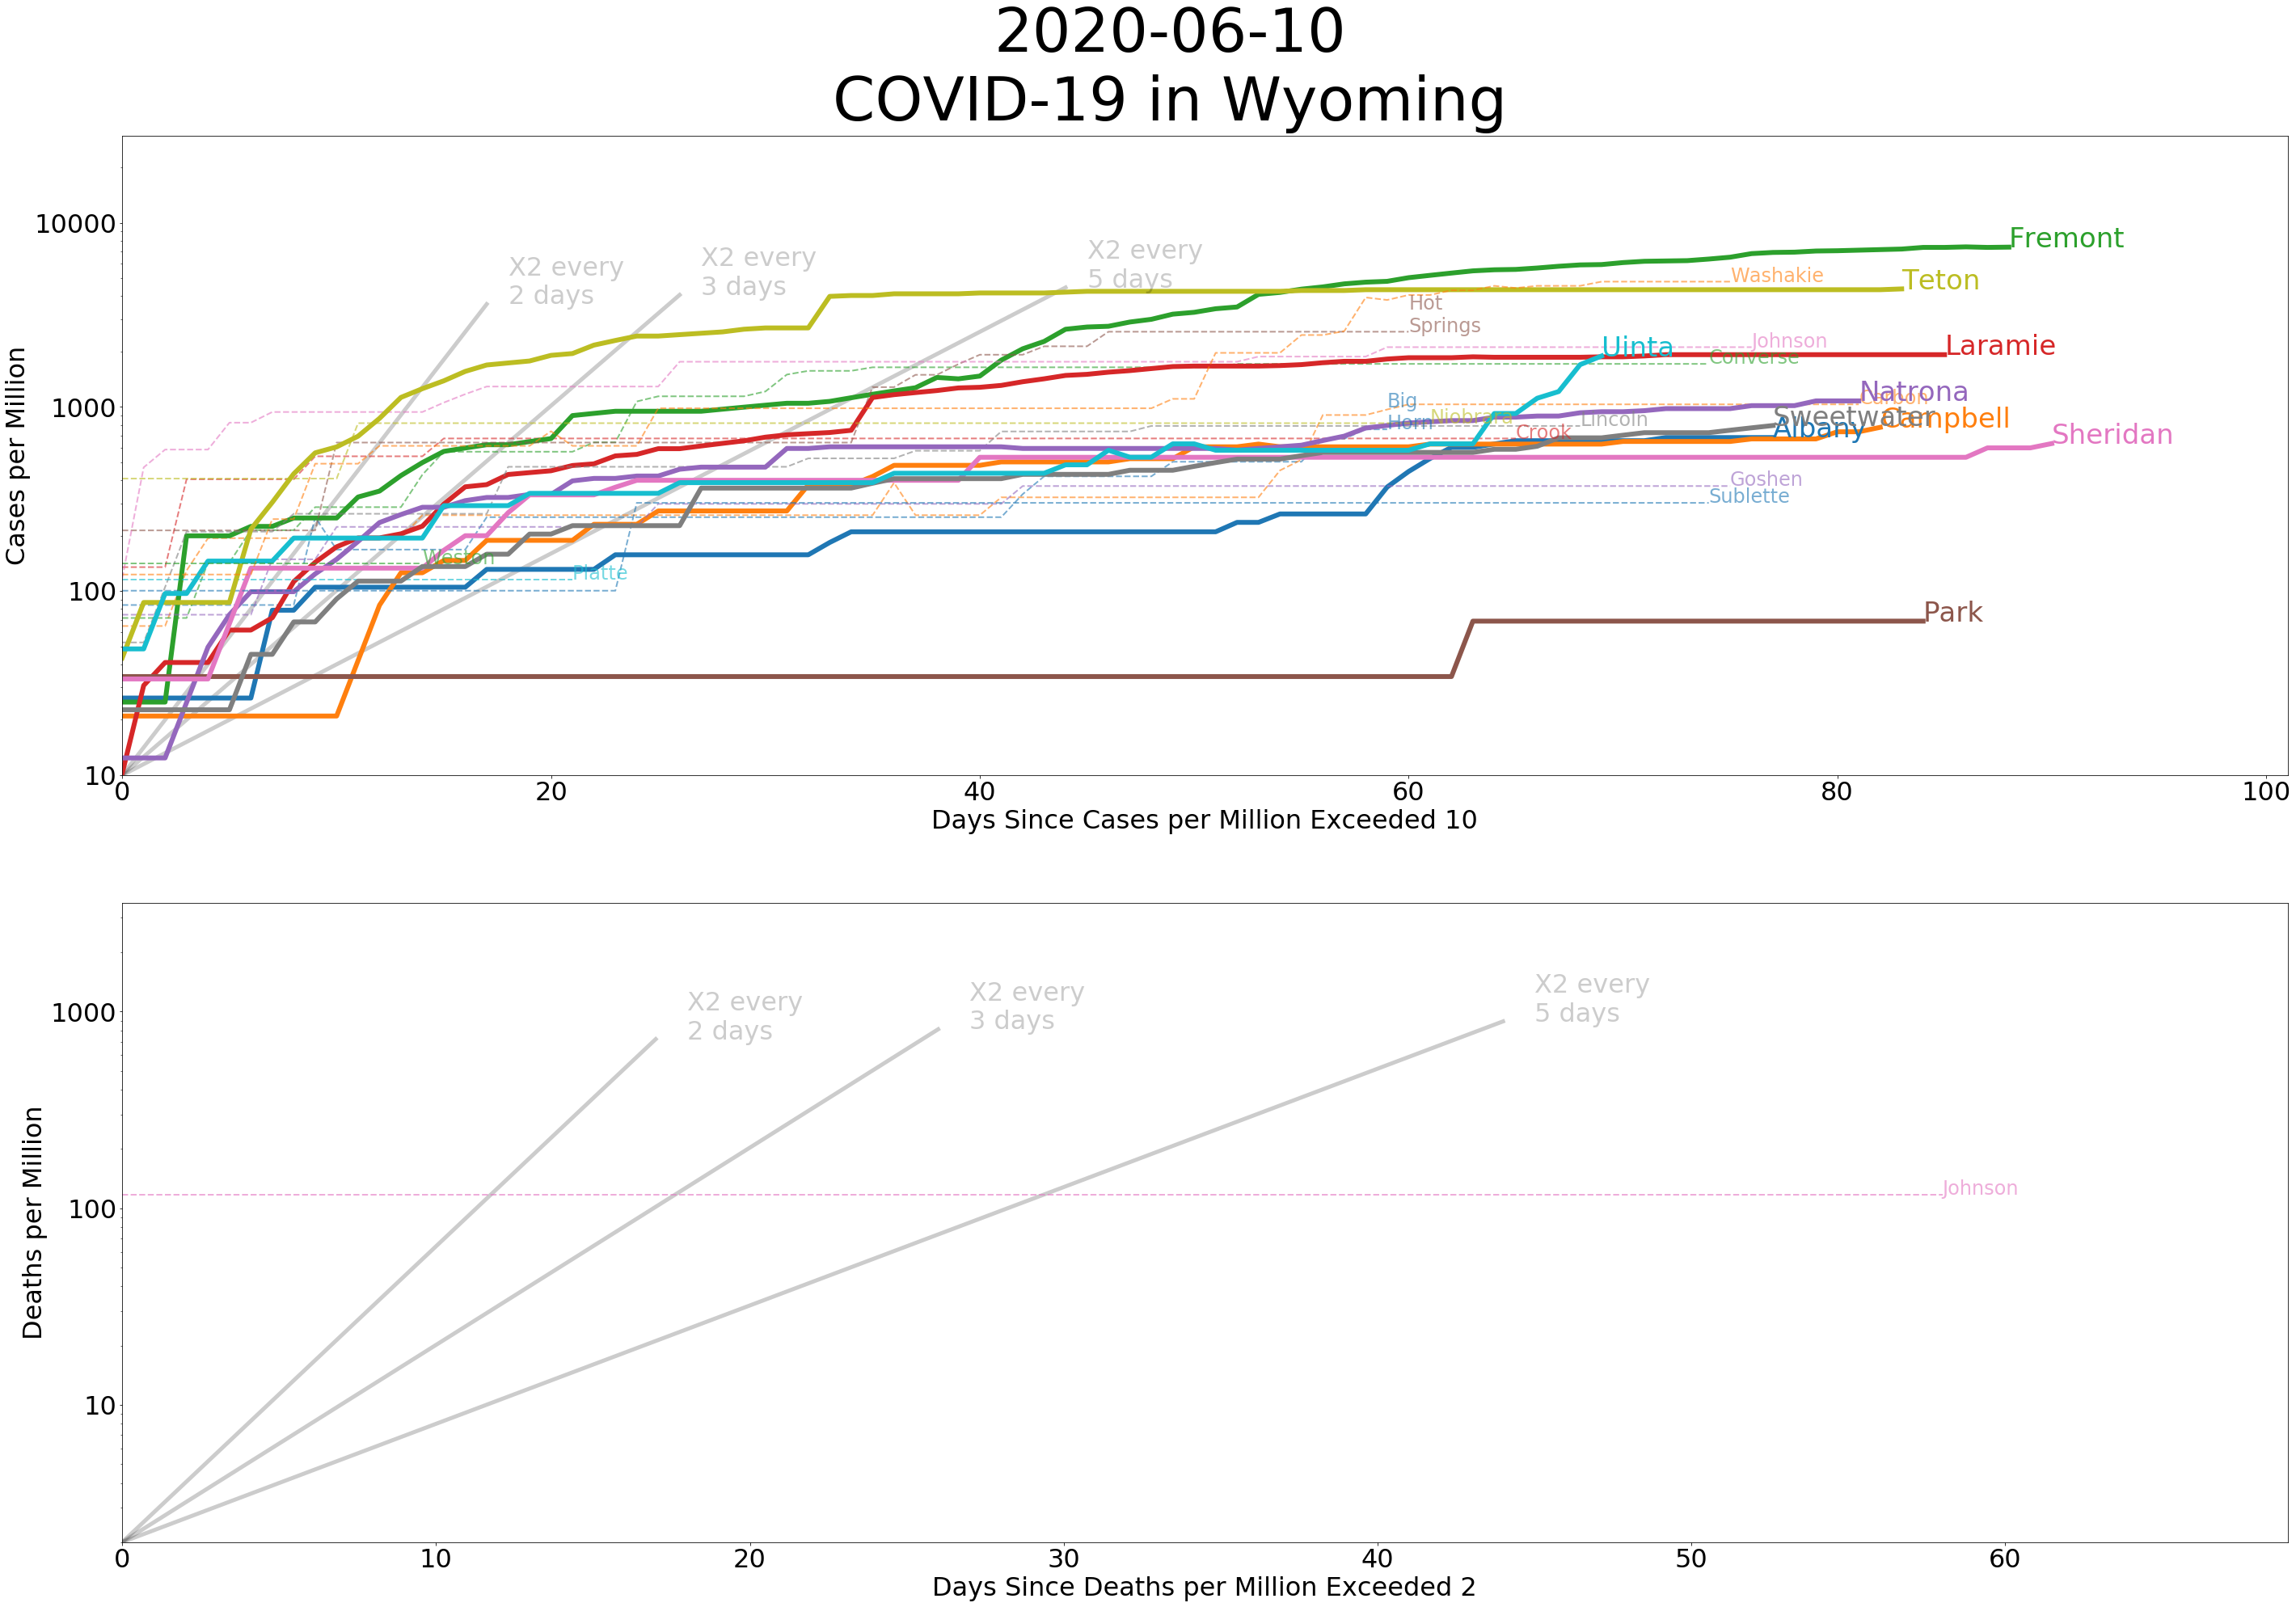 2020-06-10
COVID-19 in Wyoming
Cases per Million
10000
1000
100
10
X2 every
2 days
X2 every
3 days
X2 every
5 days
Fremont
Washakie
Teton
Hot
Springs
Johnson
Uinta
Laramie
Converse
Big
Horn
Natrona
Carbon
Niobrara
Lincoln
Sweetwater
Campbell
Albany
Crook
Sheridan
Goshen
Sublette
Weston
Platte
Park
0
20
40
60
80
100
Days Since Cases per Million Exceeded 10
Deaths per Million
1000
100
10
X2 every
2 days
X2 every
3 days
X2 every
5 days
Johnson
0
10
20
30
40
50
60
Days Since Deaths per Million Exceeded 2